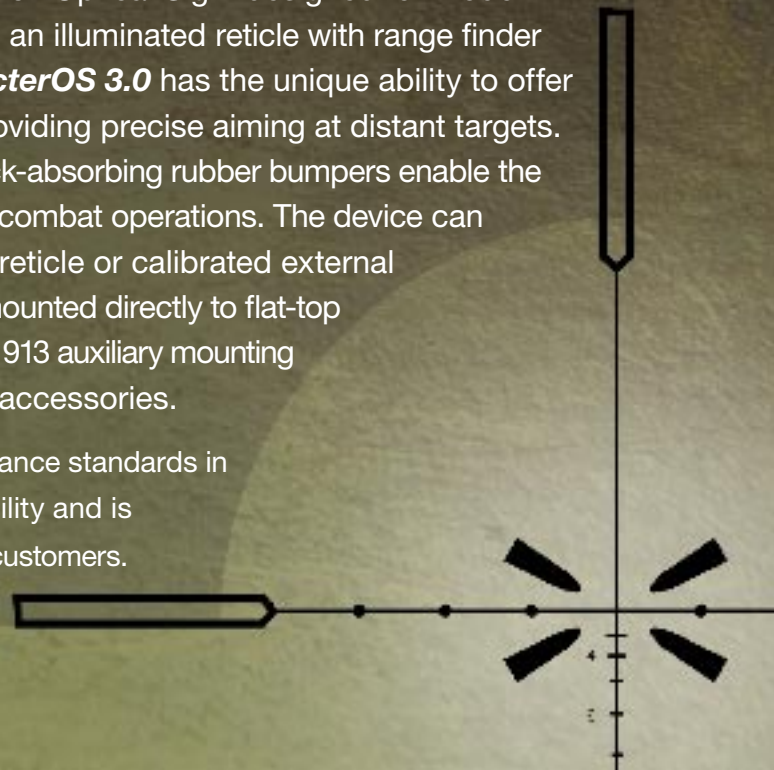 an illuminated reticle with range finder
cterOS 3.0 has the unique ability to offer
oviding precise aiming at distant targets.
ck-absorbing rubber bumpers enable the
combat operations. The device can
reticle or calibrated external
ounted directly to flat-top
913 auxiliary mounting
accessories.
ance standards in
ility and is
customers.
4